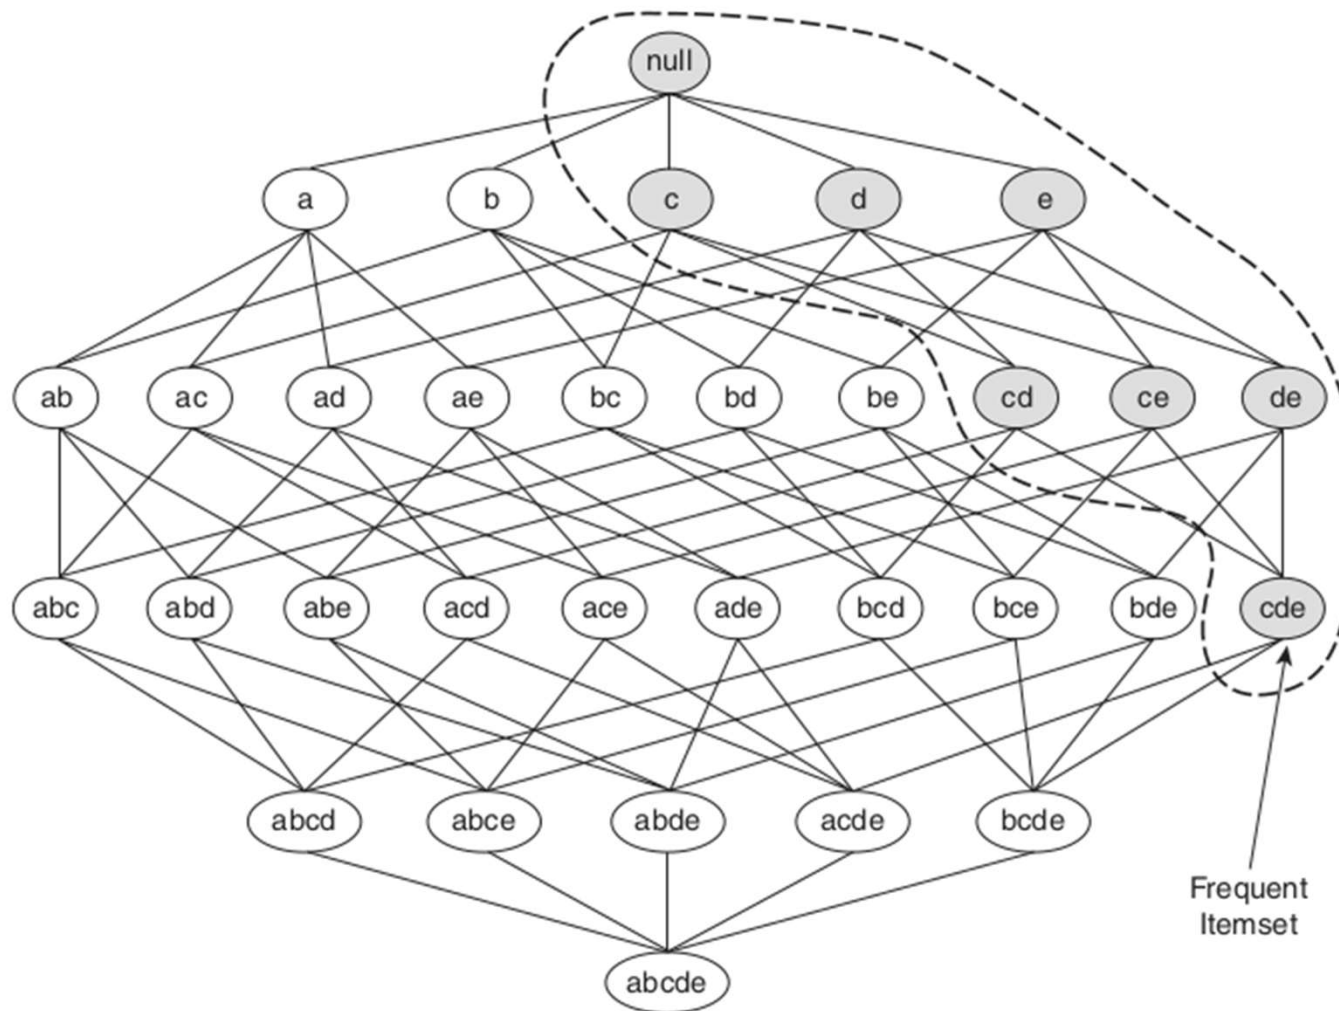 null
a b c d e
ab ac ad ae bc bd be cd ce de
abc abd abe acd ace ade bcd bce bde cde
abcd abce abde acde bcde
Frequent
Itemset
abcde